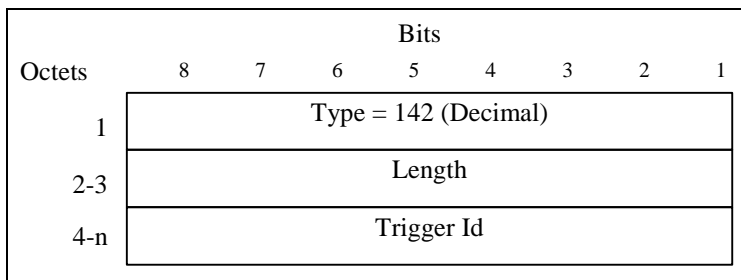 Bits
Octets 8 7 6 5 4 3 2 1
1 Type = 142 (Decimal)
2-3 Length
4-n Trigger Id